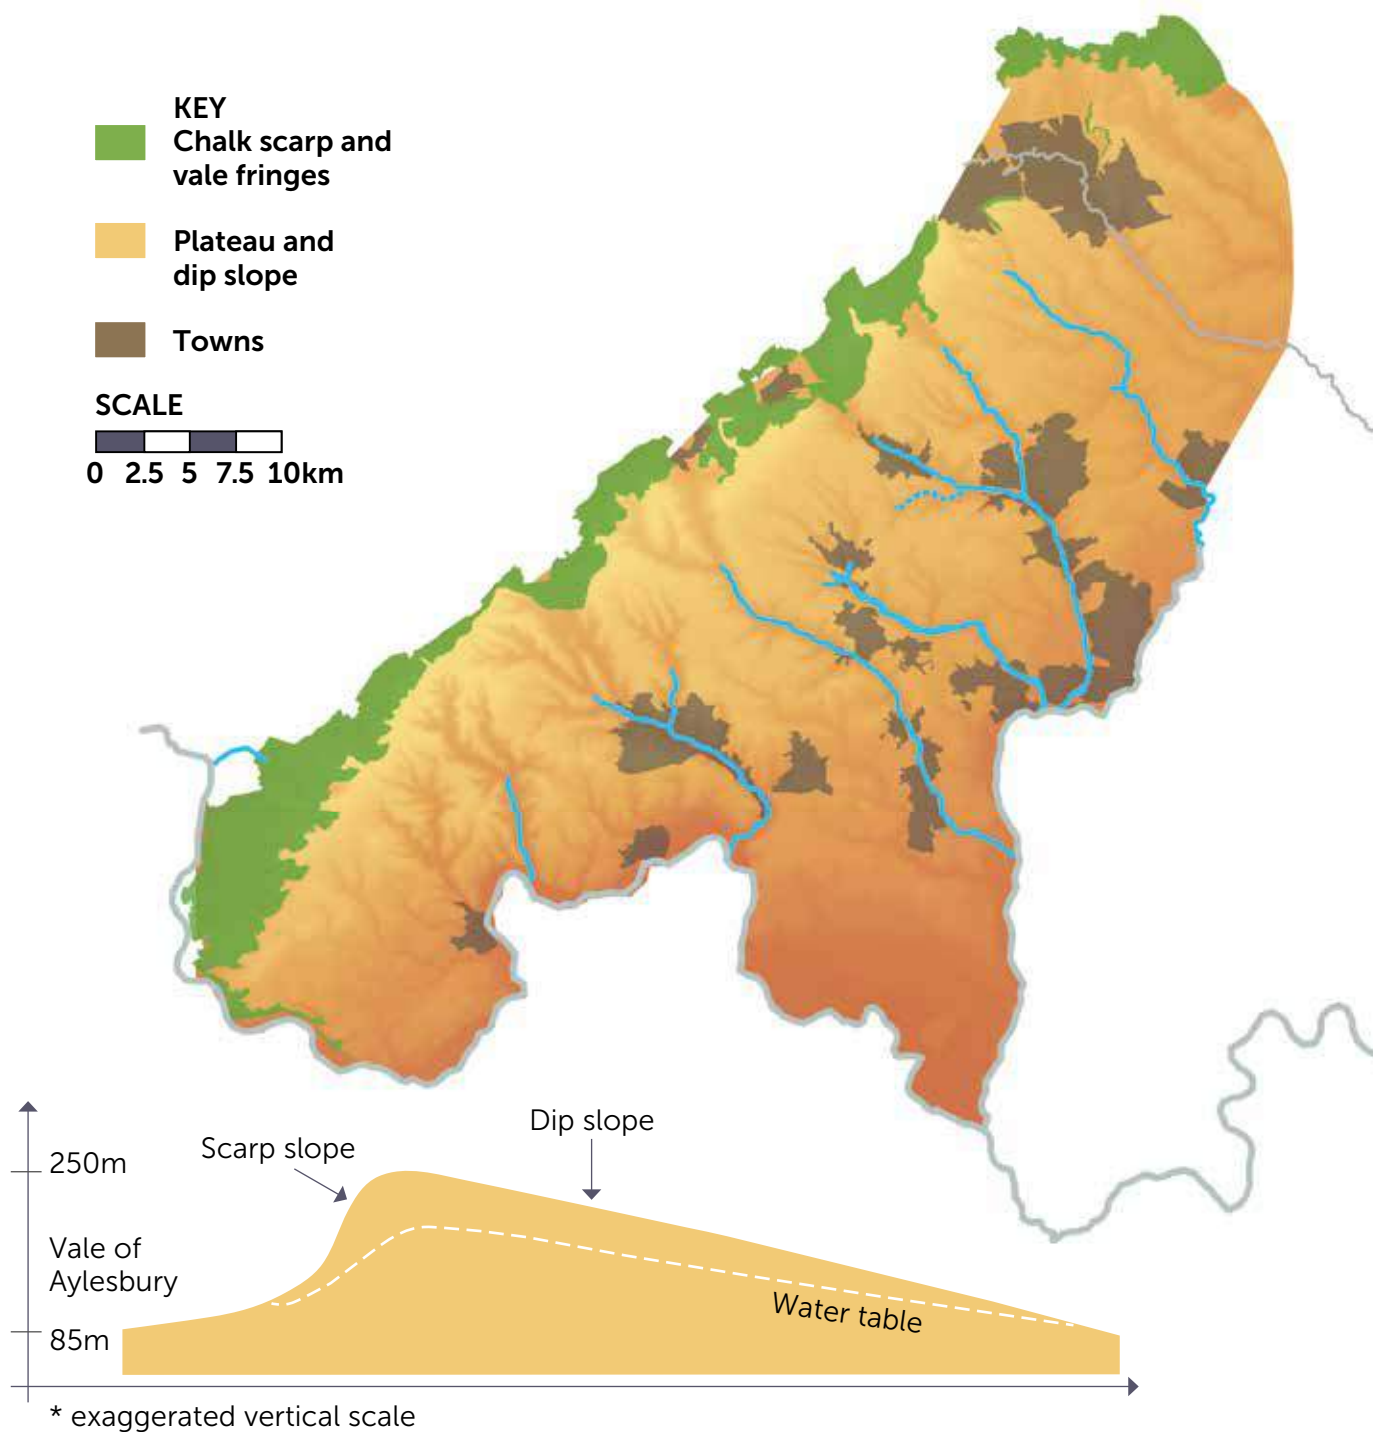 KEY
Chalk scarp and
vale fringes
Plateau and
dip slope
Towns
SCALE
0 2.5 5 7.5 10km
Dip slope
Scarp slope
250m
Vale of
Aylesbury
Water table
85m
* exaggerated vertical scale